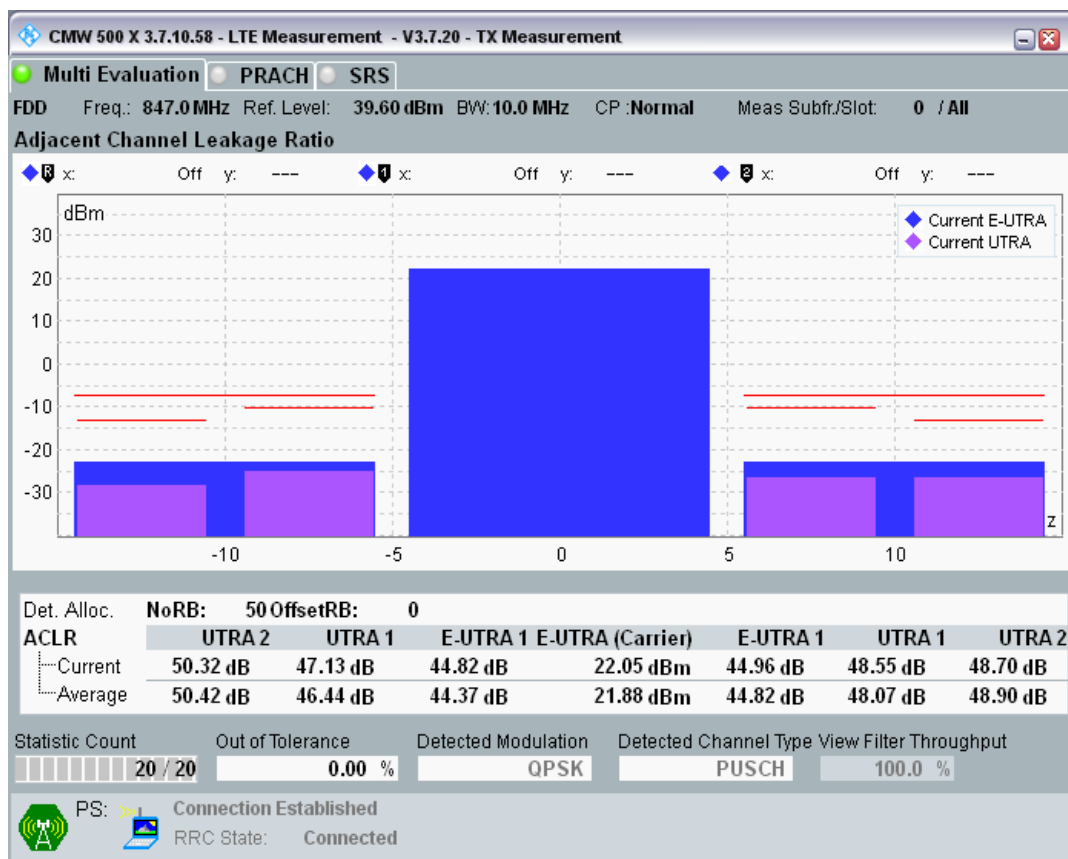 CMW 500 X 3.7.10.58 - LTE Measurement - V3.7.20 - TX Measurement
Multi Evaluation PRACH SRS
FDD Freq.: 847.0 MHz Ref. Level: 39.60 dBm BW: 10.0 MHz CP :Normal Meas Subfr./Slot: 0 / All
Adjacent Channel Leakage Ratio
R x: Off y: --- 1 x: Off y: --- 2 x: Off y: ---
dBm
Current E-UTRA
Current UTRA
30
20
10
0
-10
-20
-30
z
-10 -5 0 5 10
Det. Alloc. NoRB: 50 OffsetRB: 0
ACLR UTRA 2 UTRA 1 E-UTRA 1 E-UTRA (Carrier) E-UTRA 1 UTRA 1 UTRA 2
Current 50.32 dB 47.13 dB 44.82 dB 22.05 dBm 44.96 dB 48.55 dB 48.70 dB
Average 50.42 dB 46.44 dB 44.37 dB 21.88 dBm 44.82 dB 48.07 dB 48.90 dB
Statistic Count Out of Tolerance Detected Modulation Detected Channel Type View Filter Throughput
20 / 20 0.00 % QPSK PUSCH 100.0 %
PS: Connection Established
RRC State: Connected